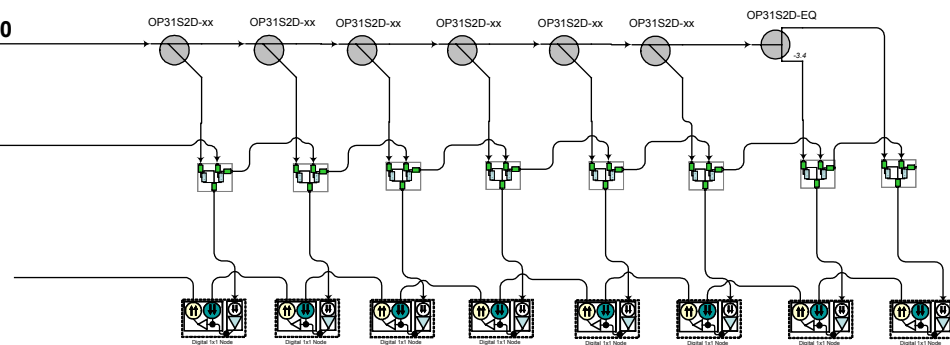 OP31S2D-xx OP31S2D-xx OP31S2D-xx OP31S2D-xx OP31S2D-xx OP31S2D-xx OP31S2D-EQ
0
-3.4
Digital 1x1 Node Digital 1x1 Node Digital 1x1 Node Digital 1x1 Node Digital 1x1 Node Digital 1x1 Node Digital 1x1 Node Digital 1x1 Node